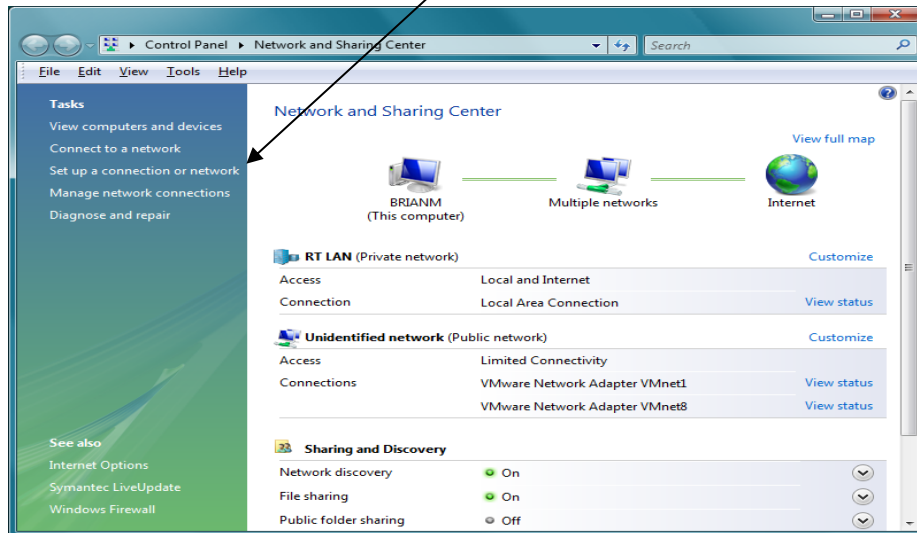 Control Panel Network and Sharing Center Search
File Edit View Tools Help
Tasks
View computers and devices
Connect to a network
Set up a connection or network
Manage network connections
Diagnose and repair
See also
Internet Options
Symantec LiveUpdate
Windows Firewall
Network and Sharing Center
View full map
BRIANM
(This computer)
Multiple networks
Internet
RT LAN (Private network) Customize
Access Local and Internet
Connection Local Area Connection View status
Unidentified network (Public network) Customize
Access Limited Connectivity
Connections VMware Network Adapter VMnet1 View status
VMware Network Adapter VMnet8 View status
Sharing and Discovery
Network discovery On
File sharing On
Public folder sharing Off